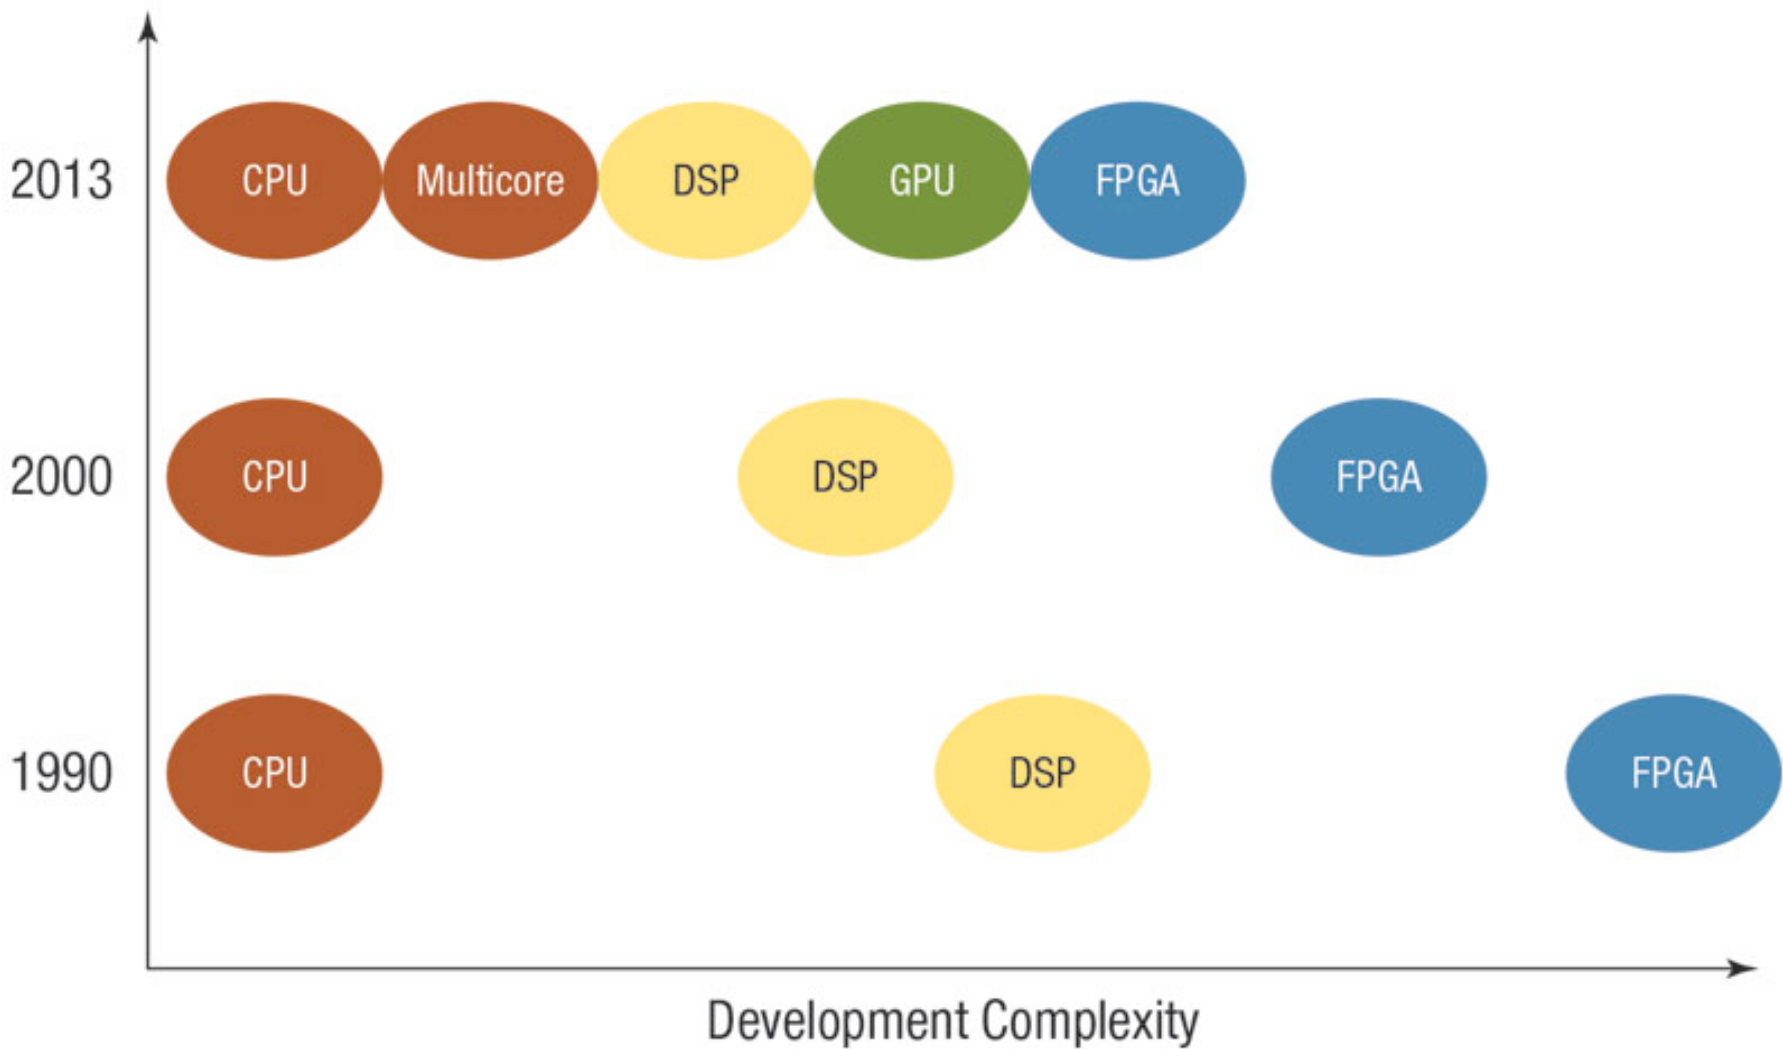 2013 CPU Multicore DSP GPU FPGA
2000 CPU DSP FPGA
1990 CPU DSP FPGA
Development Complexity